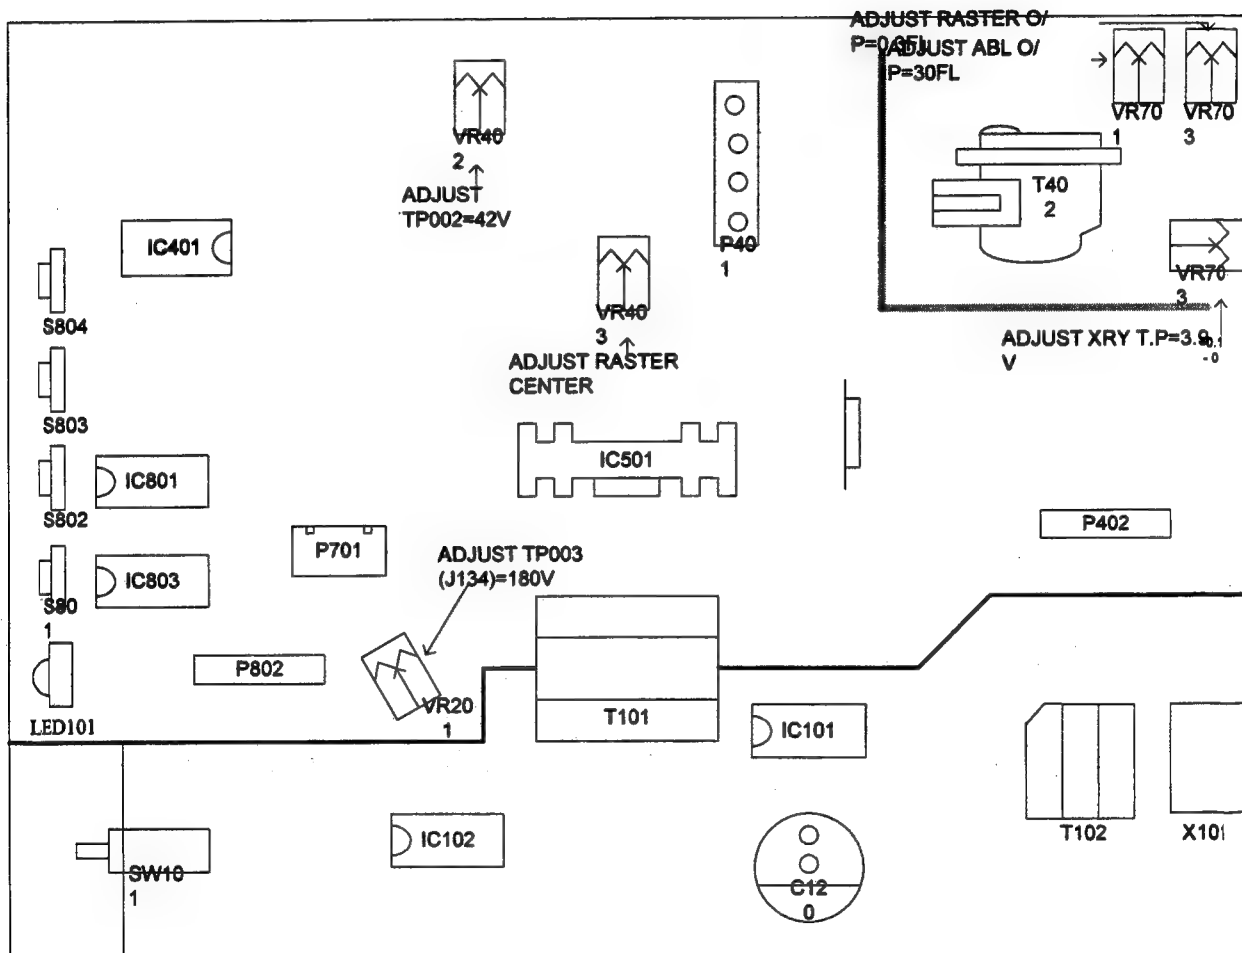 ADJUST RASTER O/
P=0.3FL
ADJUST ABL O/
P=30FL
VR70
1
VR70
3
VR40
2
ADJUST
TP002=42V
T40
2
IC401
P40
1
VR70
3
S804
VR40
3
ADJUST XRY T.P=3.9
V
- 0
ADJUST RASTER
CENTER
S803
IC501
IC801
S802
P402
P701
ADJUST TP003
(J134)=180V
IC803
S80
1
P802
VR20
1
T101
LED101
IC101
T102
X101
IC102
SW10
1
C12
0